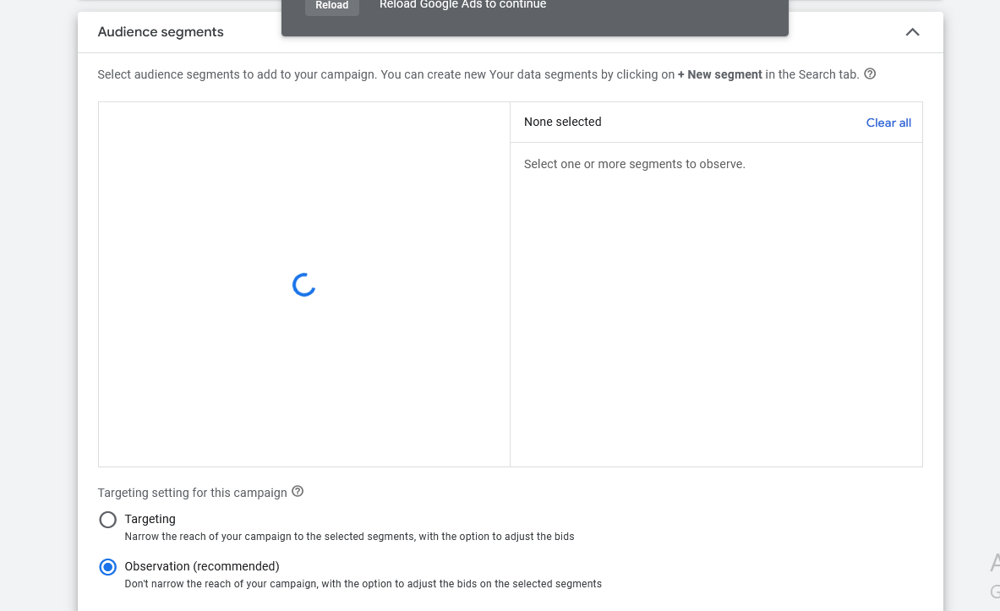 Reload Reload Google Ads to continue
Audience segments
Select audience segments to add to your campaign. You can create new Your data segments by clicking on + New segment in the Search tab.
None selected Clear all
Select one or more segments to observe.
Targeting setting for this campaign
Targeting
Narrow the reach of your campaign to the selected segments, with the option to adjust the bids
Observation (recommended)
Don't narrow the reach of your campaign, with the option to adjust the bids on the selected segments